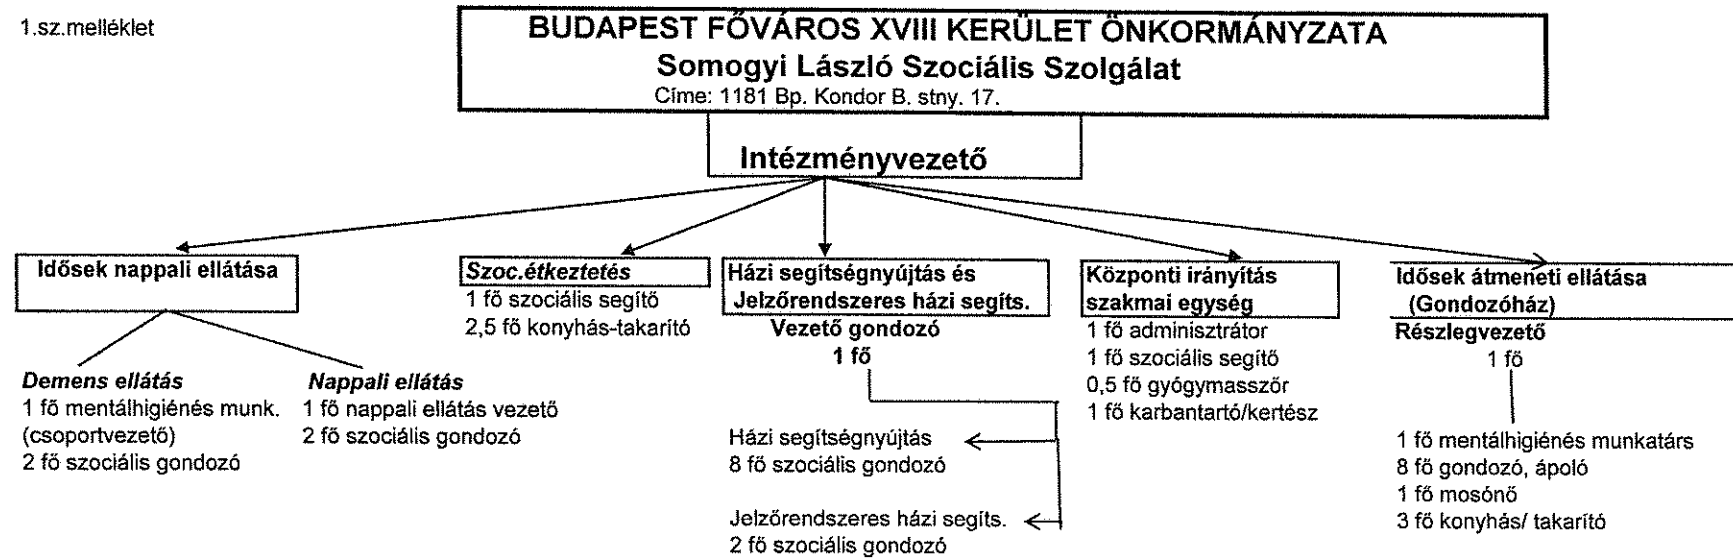 1.sz.melléklet
BUDAPEST FŐVÁROS XVIII KERÜLET ÖNKORMÁNYZATA
Somogyi László Szociális Szolgálat
Címe: 1181 Bp. Kondor B. stny. 17.
Intézményvezető
Idősek nappali ellátása
Demens ellátás
1 fő mentálhigiénés munk.
(csoportvezető)
2 fő szociális gondozó
Nappali ellátás
1 fő nappali ellátás vezető
2 fő szociális gondozó
Szoc.étkeztetés
1 fő szociális segítő
2,5 fő konyhás-takarító
Házi segítségnyújtás és
Jelzőrendszeres házi segíts.
Vezető gondozó
1 fő
Házi segítségnyújtás
8 fő szociális gondozó
Jelzőrendszeres házi segíts.
2 fő szociális gondozó
Központi irányítás
szakmai egység
1 fő adminisztrátor
1 fő szociális segítő
0,5 fő gyógymasszőr
1 fő karbantartó/kertész
Idősek átmeneti ellátása
(Gondozóház)
Részlegvezető
1 fő
1 fő mentálhigiénés munkatárs
8 fő gondozó, ápoló
1 fő mosónő
3 fő konyhás/ takarító